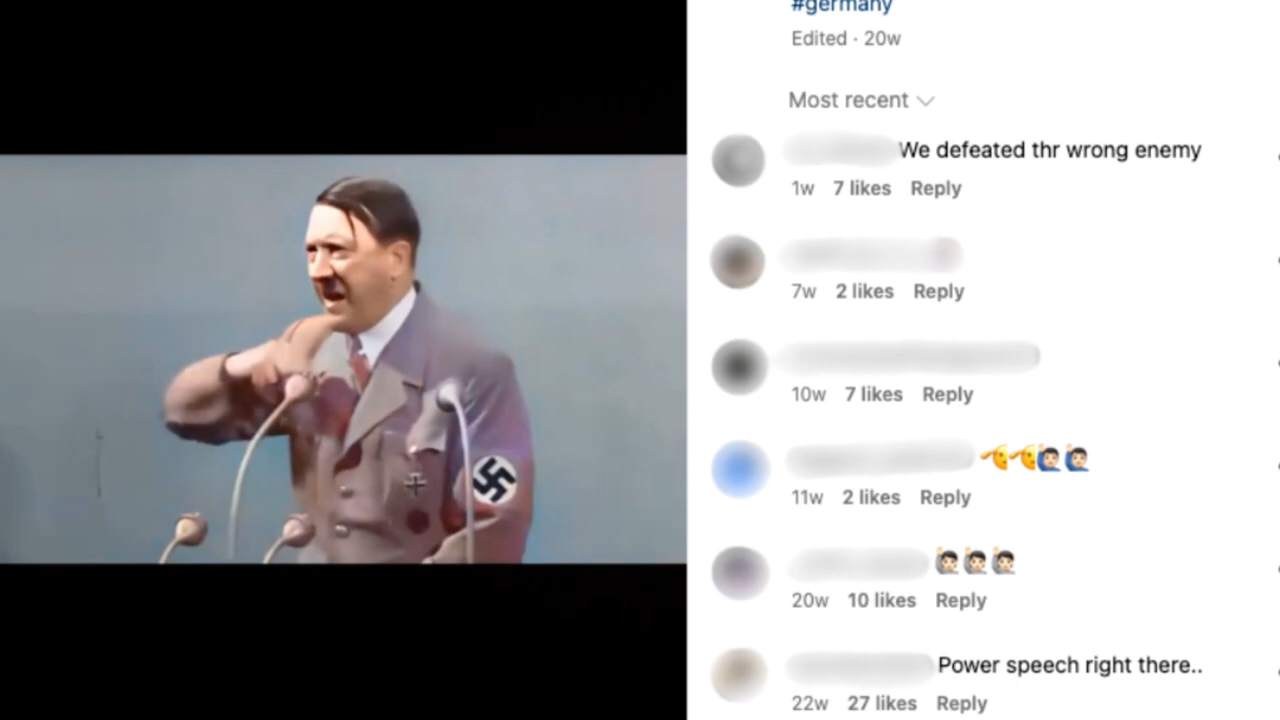 #germany
Edited · 20w
Most recent
We defeated thr wrong enemy
1w 7 likes Reply
7w 2 likes Reply
10w 7 likes Reply
🫡🫡🙋🏻‍♂️🙋🏻‍♂️
11w 2 likes Reply
🙋🏻🙋🏻🙋🏻
20w 10 likes Reply
Power speech right there..
22w 27 likes Reply